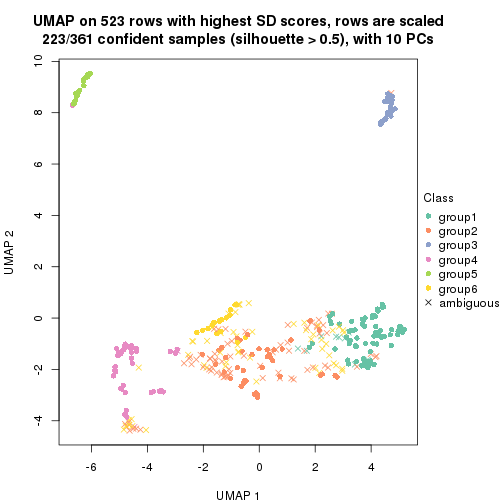 UMAP on 523 rows with highest SD scores, rows are scaled
223/361 confident samples (silhouette > 0.5), with 10 PCs
10
8
6
4
2
0
-2
-4
UMAP 2
-6
-4
-2
0
2
4
UMAP 1
Class
group1
group2
group3
group4
group5
group6
ambiguous